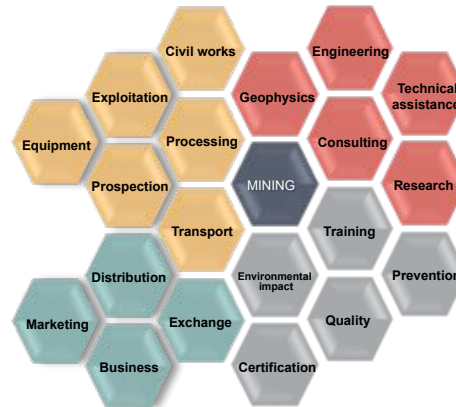 Civil works
Engineering
Exploitation
Geophysics
Technical
assistance
Equipment
Processing
Consulting
Prospection
MINING
Research
Transport
Training
Distribution
Environmental
impact
Prevention
Marketing
Exchange
Quality
Business
Certification